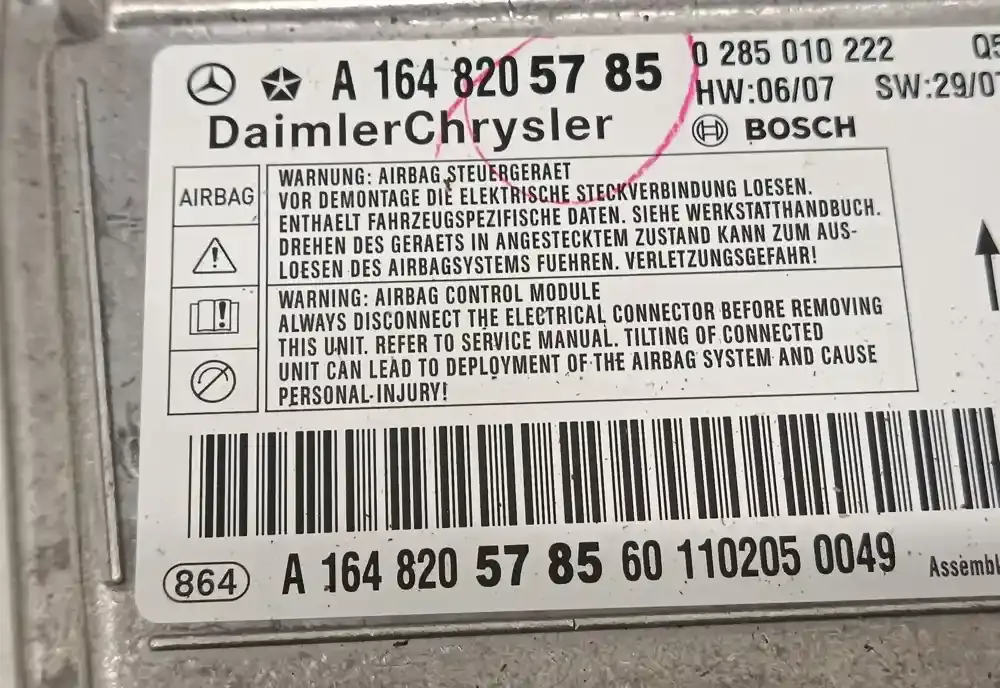 A 164 820 57 85
0 285 010 222
Q5
HW:06/07
SW:29/07
DaimlerChrysler
BOSCH
AIRBAG
WARNUNG: AIRBAG STEUERGERAET
VOR DEMONTAGE DIE ELEKTRISCHE STECKVERBINDUNG LOESEN.
ENTHAELT FAHRZEUGSPEZIFISCHE DATEN. SIEHE WERKSTATTHANDBUCH.
DREHEN DES GERAETS IN ANGESTECKTEM ZUSTAND KANN ZUM AUS-
LOESEN DES AIRBAGSYSTEMS FUEHREN. VERLETZUNGSGEFAHR!
WARNING: AIRBAG CONTROL MODULE
ALWAYS DISCONNECT THE ELECTRICAL CONNECTOR BEFORE REMOVING
THIS UNIT. REFER TO SERVICE MANUAL. TILTING OF CONNECTED
UNIT CAN LEAD TO DEPLOYMENT OF THE AIRBAG SYSTEM AND CAUSE
PERSONAL-INJURY!
864
A 164 820 57 85 60 110205 0049